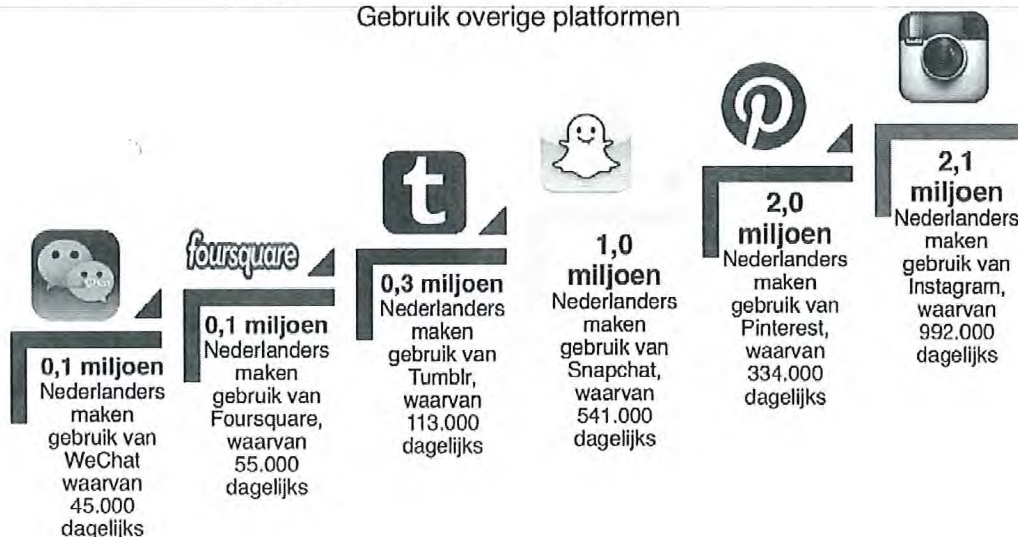 Gebruik overige platformen
0,1 miljoen
Nederlanders
maken
gebruik van
WeChat
waarvan
45.000
dagelijks
foursquare
0,1 miljoen
Nederlanders
maken
gebruik van
Foursquare,
waarvan
55.000
dagelijks
t
0,3 miljoen
Nederlanders
maken
gebruik van
Tumblr,
waarvan
113.000
dagelijks
1,0
miljoen
Nederlanders
maken
gebruik van
Snapchat,
waarvan
541.000
dagelijks
2,0
miljoen
Nederlanders
maken
gebruik van
Pinterest,
waarvan
334.000
dagelijks
2,1
miljoen
Nederlanders
maken
gebruik van
Instagram,
waarvan
992.000
dagelijks